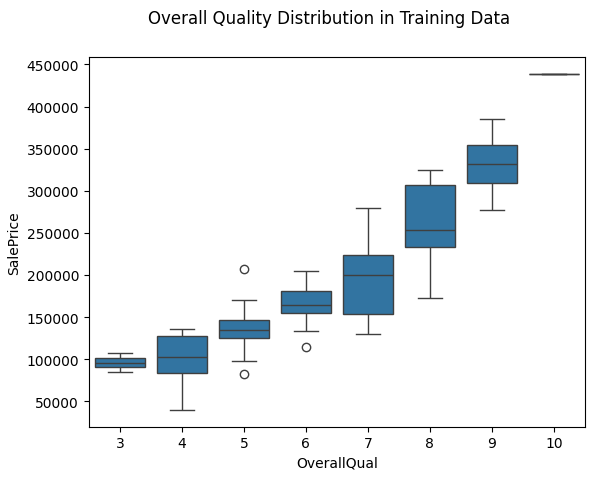 Overall Quality Distribution in Training Data
450000
400000
350000
300000
250000
200000
150000
100000
50000
SalePrice
3 4 5 6 7 8 9 10
OverallQual